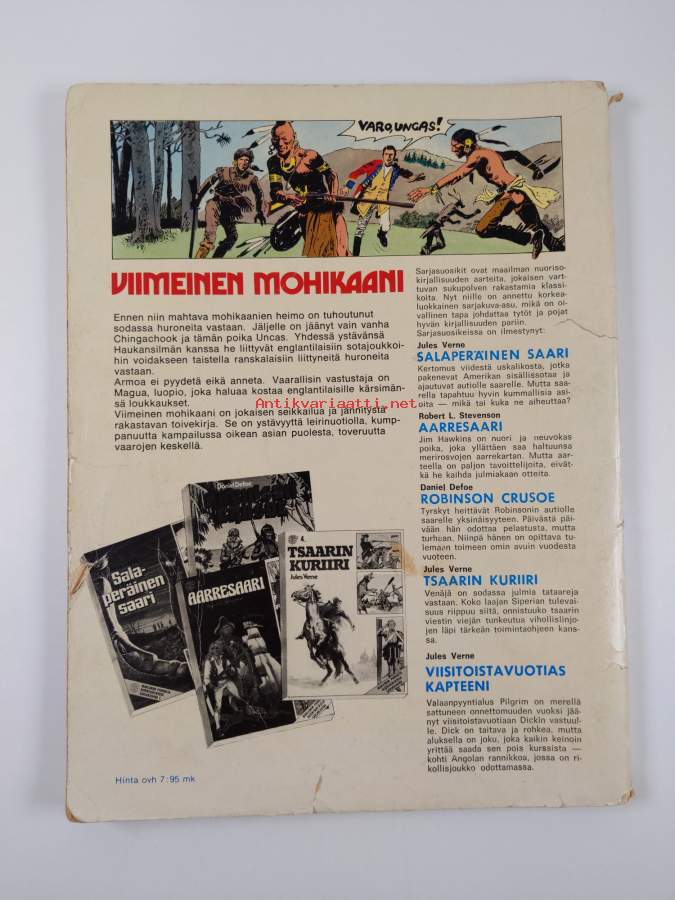 VARO, UNCAS!
VIIMEINEN MOHIKAANI
Ennen niin mahtava mohikaanien heimo on tuhoutunut
sodassa huroneita vastaan. Jäljelle on jäänyt vain vanha
Chingachook ja tämän poika Uncas. Yhdessä ystävänsä
Haukansilmän kanssa he liittyvät englantilaisiin sotajoukkoi-
hin voidakseen taistella ranskalaisiin liittyneitä huroneita
vastaan.
Armoa ei pyydetä eikä anneta. Vaarallisin vastustaja on
Magua, luopio, joka haluaa kostaa englantilaisille kärsimän-
sä loukkaukset.
Viimeinen mohikaani on jokaisen seikkailua ja jännitystä
rakastavan toivekirja. Se on ystävyyttä leirinuotiolla, kump-
panuutta kampailussa oikean asian puolesta, toveruutta
vaarojen keskellä.
Antikvariaatti.net
Sarjasuosikit ovat maailman nuoriso-
kirjallisuuden aarteita, jokaisen vart-
tuvan sukupolven rakastamia klassi-
koita. Nyt niille on annettu korkea-
luokkainen sarjakuva-asu, mikä on oi-
vallinen tapa johdattaa tytöt ja pojat
hyvän kirjallisuuden pariin.
Sarjasuosikeissa on ilmestynyt:
Jules Verne
SALAPERÄINEN SAARI
Kertomus viidestä uskalikosta, jotka
pakenevat Amerikan sisällissotaa ja
ajautuvat autiolle saarelle. Mutta saa-
rella tapahtuu hyvin kummallisia asi-
oita — mikä tai kuka ne aiheuttaa?
Robert L. Stevenson
AARRESAARI
Jim Hawkins on nuori ja neuvokas
poika, joka yllättäen saa haltuunsa
merirosvojen aarrekartan. Mutta aar-
teella on paljon tavoittelijoita, eivät-
kä he kaihda julmiakaan otteita.
Daniel Defoe
ROBINSON CRUSOE
Tyrskyt heittävät Robinsonin autiolle
saarelle yksinäisyyteen. Päivästä päi-
vään hän odottaa pelastusta, mutta
turhaan. Niinpä hänen on opittava tu-
lemaan toimeen omin avuin vuodesta
vuoteen.
Jules Verne
TSAARIN KURIIRI
Venäjä on sodassa julmia tataareja
vastaan. Koko laajan Siperian tulevai-
suus riippuu siitä, onnistuuko tsaarin
viestin viejän tunkeutua vihollislinjo-
jen läpi tärkeän toimintaohjeen kans-
sa.
Jules Verne
VIISITOISTAVUOTIAS
KAPTEENI
Valaanpyyntialus Pilgrim on merellä
sattuneen onnettomuuden vuoksi jää-
nyt viisitoistavuotiaan Dickin vastuul-
le. Dick on taitava ja rohkea, mutta
aluksella on joku, joka kaikin keinoin
yrittää saada sen pois kurssista —
kohti Angolan rannikkoa, jossa on ri-
kollisjoukko odottamassa.
Daniel Defoe
Sala-
peräinen
saari
AARRESAARI
4.
TSAARIN
KURIIRI
Jules Verne
Hinta ovh 7:95 mk